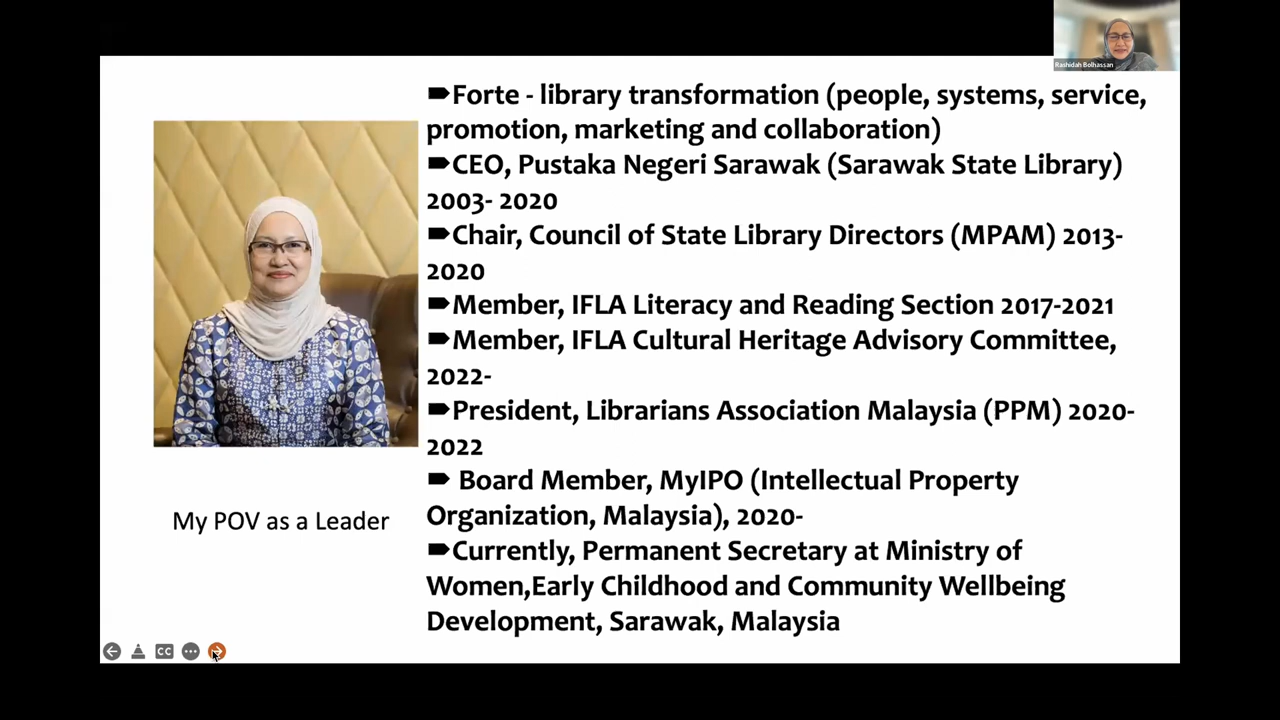 Rashidah Bolhassan
Forte - library transformation (people, systems, service,
promotion, marketing and collaboration)
CEO, Pustaka Negeri Sarawak (Sarawak State Library)
2003- 2020
Chair, Council of State Library Directors (MPAM) 2013-
2020
Member, IFLA Literacy and Reading Section 2017-2021
Member, IFLA Cultural Heritage Advisory Committee,
2022-
President, Librarians Association Malaysia (PPM) 2020-
2022
Board Member, MyIPO (Intellectual Property
Organization, Malaysia), 2020-
Currently, Permanent Secretary at Ministry of
Women,Early Childhood and Community Wellbeing
Development, Sarawak, Malaysia
My POV as a Leader
CC